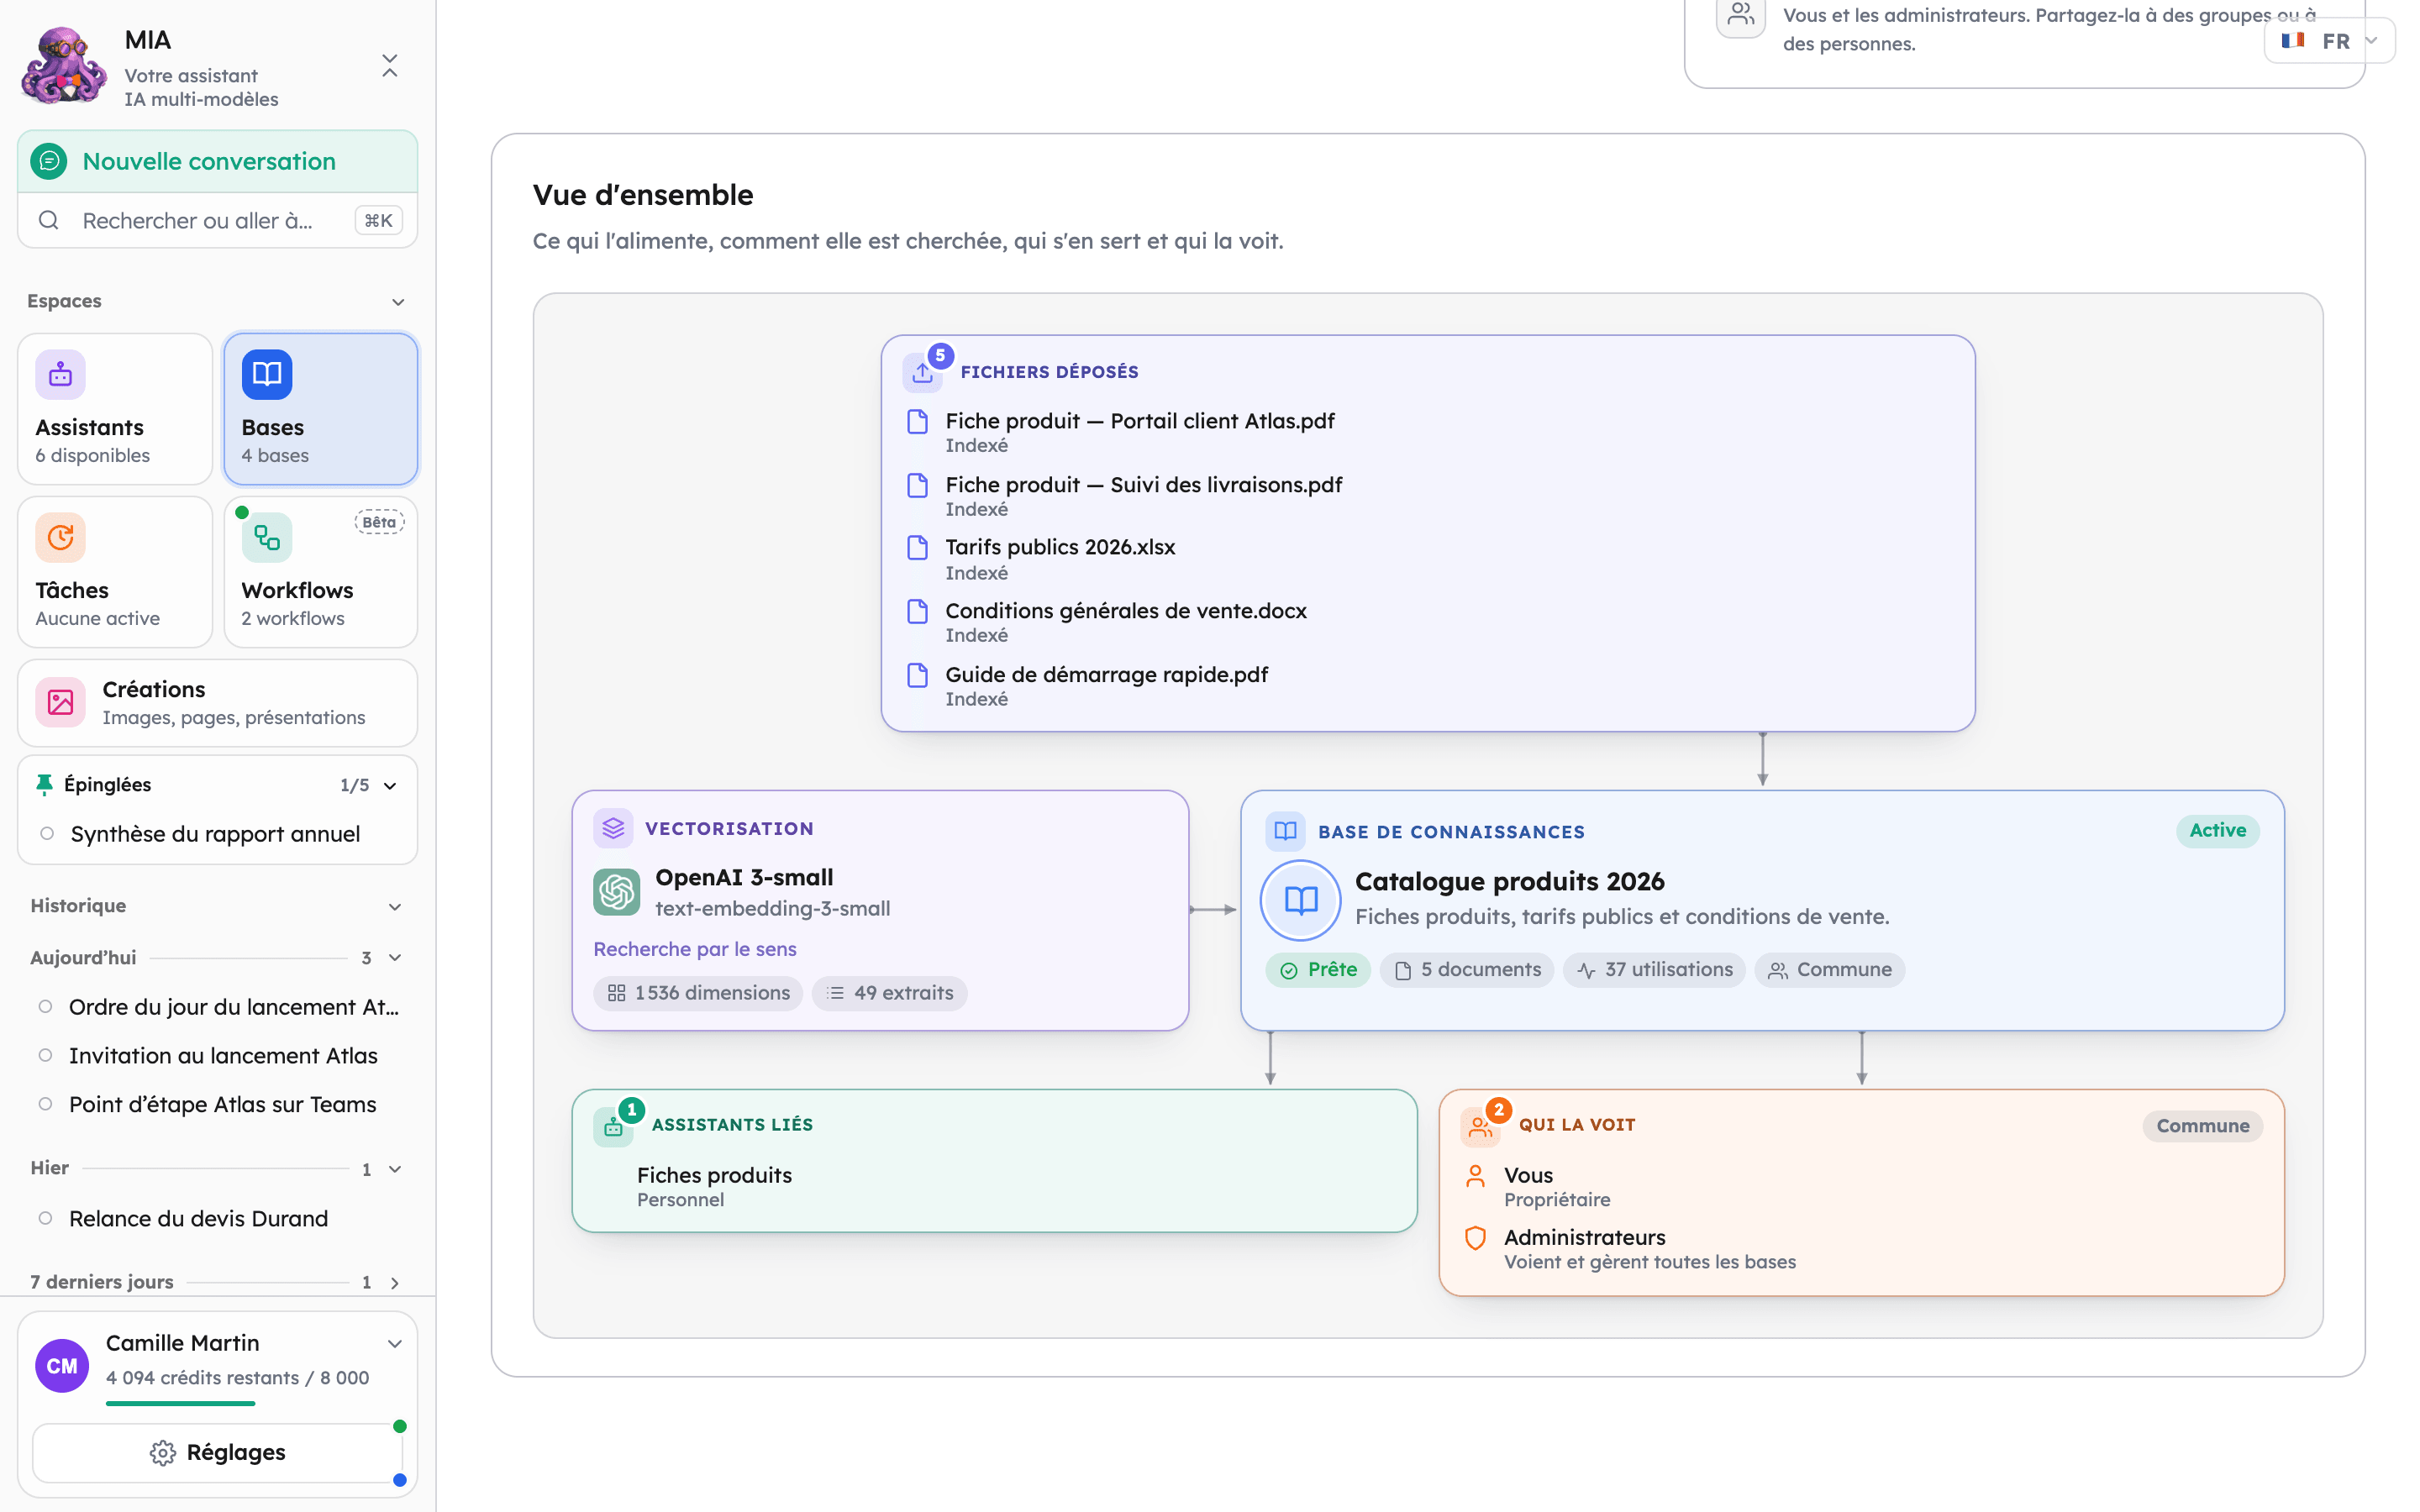 MIA
Votre assistant
IA multi-modèles
Nouvelle conversation
Rechercher ou aller à...
⌘K
Espaces
Assistants
6 disponibles
Bases
4 bases
Tâches
Aucune active
Bêta
Workflows
2 workflows
Créations
Images, pages, présentations
Épinglées
1/5
Synthèse du rapport annuel
Historique
Aujourd’hui
3
Ordre du jour du lancement At...
Invitation au lancement Atlas
Point d’étape Atlas sur Teams
Hier
1
Relance du devis Durand
7 derniers jours
1
CM
Camille Martin
4 094 crédits restants / 8 000
Réglages
Vous et les administrateurs. Partagez-la à des groupes ou à
des personnes.
FR
Vue d'ensemble
Ce qui l'alimente, comment elle est cherchée, qui s'en sert et qui la voit.
5
FICHIERS DÉPOSÉS
Fiche produit — Portail client Atlas.pdf
Indexé
Fiche produit — Suivi des livraisons.pdf
Indexé
Tarifs publics 2026.xlsx
Indexé
Conditions générales de vente.docx
Indexé
Guide de démarrage rapide.pdf
Indexé
VECTORISATION
OpenAI 3-small
text-embedding-3-small
Recherche par le sens
1 536 dimensions
49 extraits
BASE DE CONNAISSANCES
Active
Catalogue produits 2026
Fiches produits, tarifs publics et conditions de vente.
Prête
5 documents
37 utilisations
Commune
1
ASSISTANTS LIÉS
Fiches produits
Personnel
2
QUI LA VOIT
Commune
Vous
Propriétaire
Administrateurs
Voient et gèrent toutes les bases